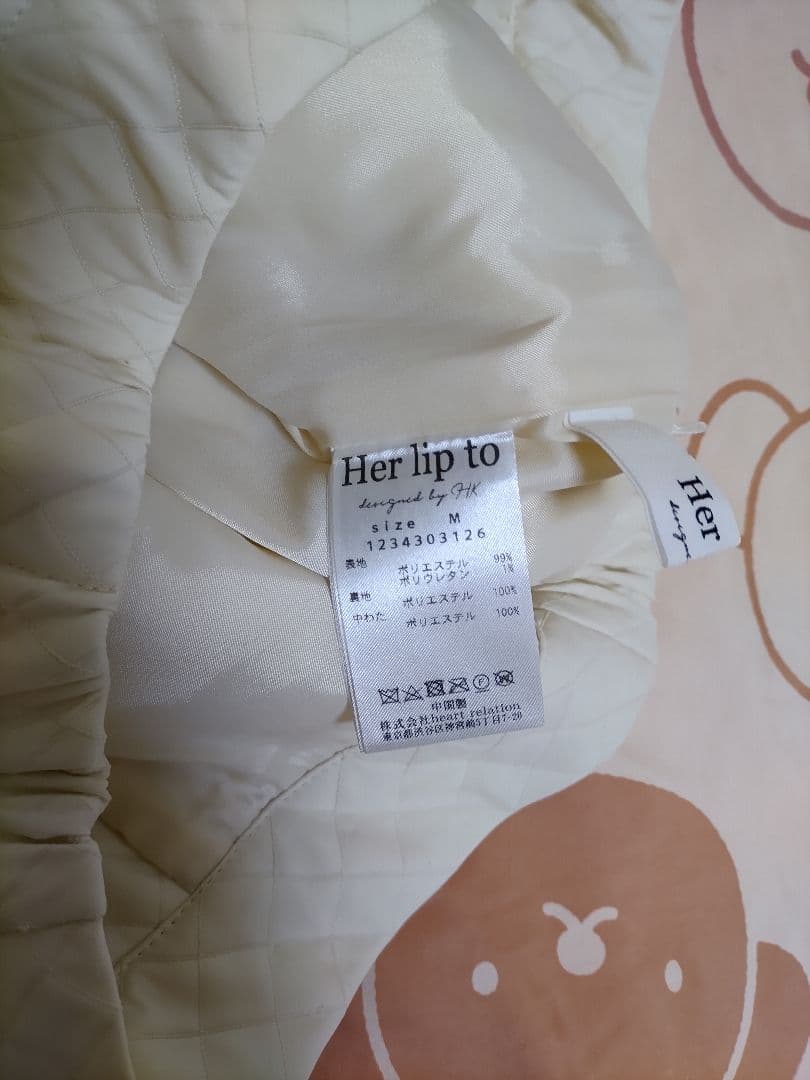 Her lip to
designed by HK
size M
1234303126
表地 ポリエステル 99%
ポリウレタン 1%
裏地 ポリエステル 100%
中わた ポリエステル 100%
中国製
株式会社heart relation
東京都渋谷区神宮前5丁目7-20
Her